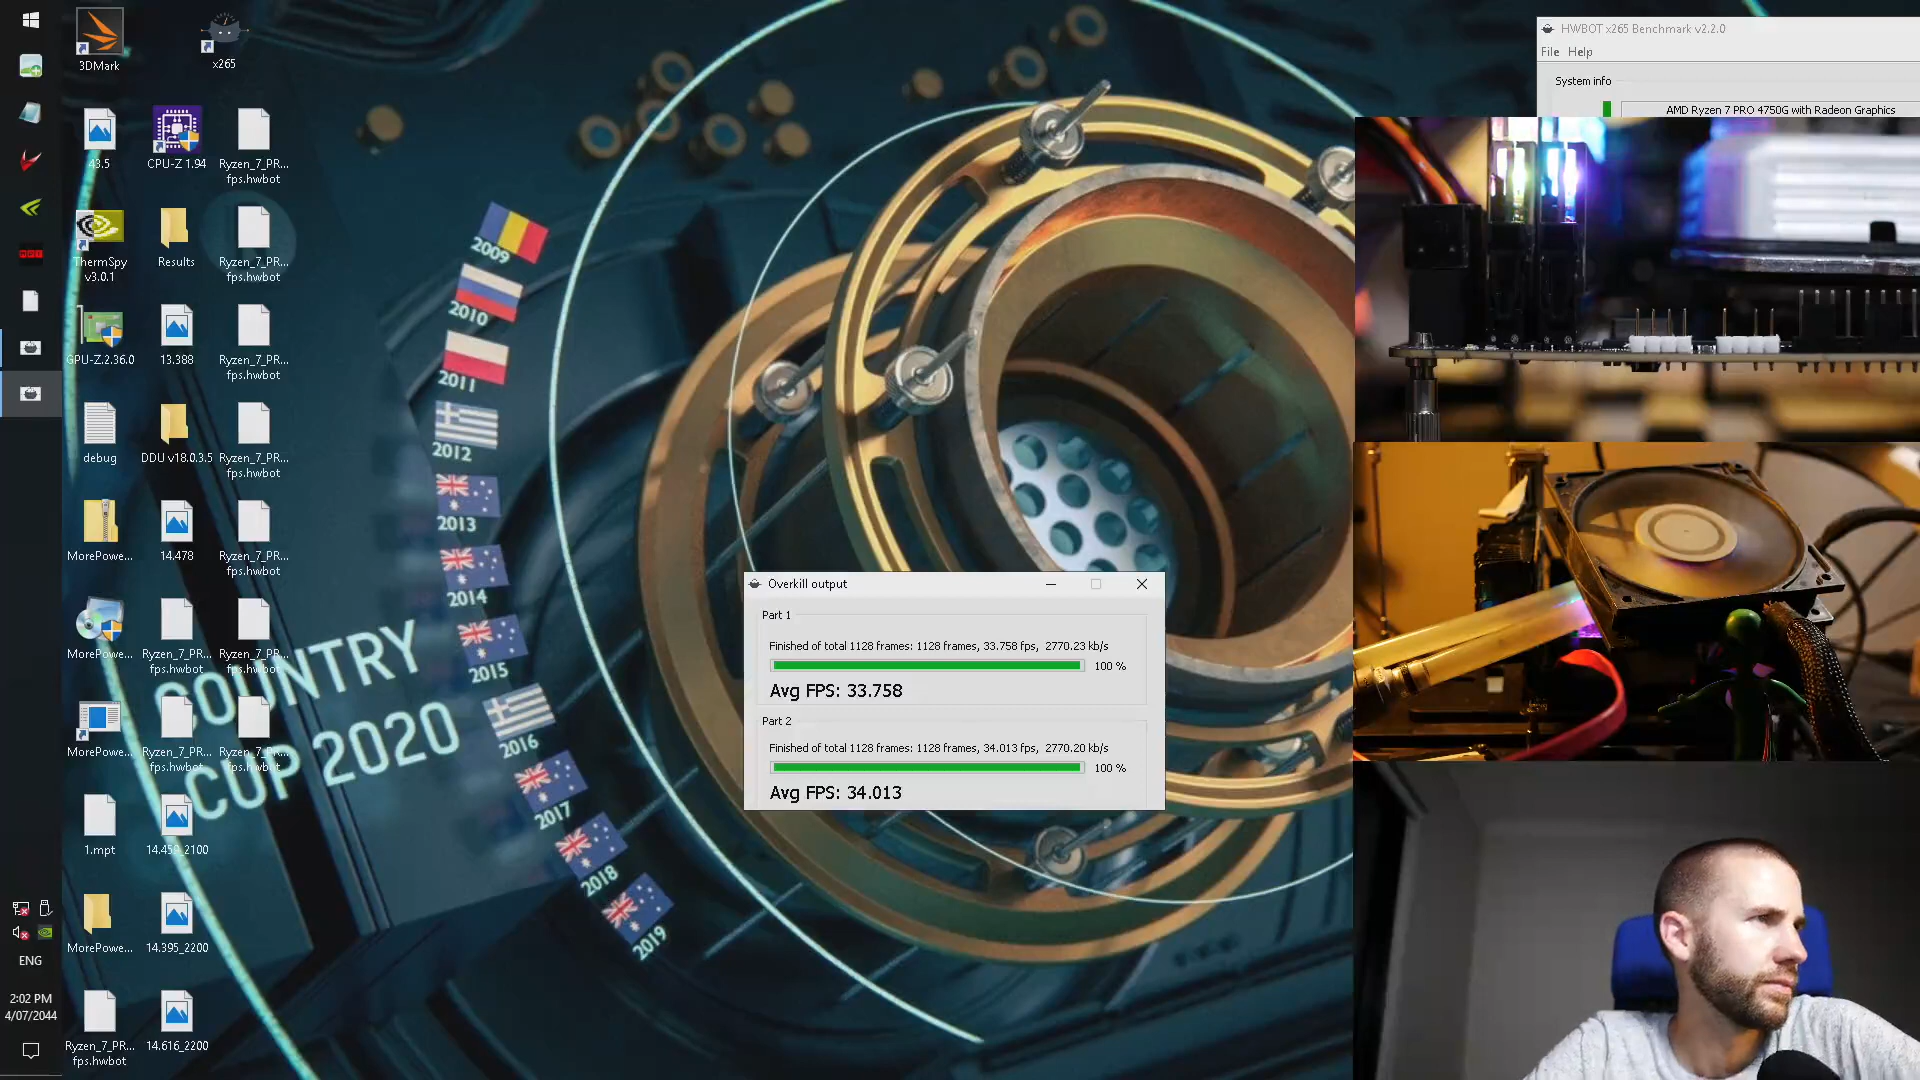 3DMark
x265
43.5
CPU-Z 1.94
Ryzen_7_PR...
fps.hwbot
ThermSpy
v3.0.1
Results
Ryzen_7_PR...
fps.hwbot
GPU-Z.2.36.0
13.388
Ryzen_7_PR...
fps.hwbot
debug
DDU v18.0.3.5
Ryzen_7_PR...
fps.hwbot
MorePowe...
14.478
Ryzen_7_PR...
fps.hwbot
MorePowe...
Ryzen_7_PR...
fps.hwbot
Ryzen_7_PR...
fps.hwbot
MorePowe...
Ryzen_7_PR...
fps.hwbot
Ryzen_7_PR...
fps.hwbot
1.mpt
14.459_2100
MorePowe...
14.395_2200
Ryzen_7_PR...
fps.hwbot
14.616_2200
ENG
2:02 PM
4/07/2044
2009
2010
2011
2012
2013
2014
2015
2016
2017
2018
2019
COUNTRY
CUP 2020
Overkill output
Part 1
Finished of total 1128 frames: 1128 frames, 33.758 fps, 2770.23 kb/s
100 %
Avg FPS: 33.758
Part 2
Finished of total 1128 frames: 1128 frames, 34.013 fps, 2770.20 kb/s
100 %
Avg FPS: 34.013
HWBOT x265 Benchmark v2.2.0
File Help
System info
AMD Ryzen 7 PRO 4750G with Radeon Graphics